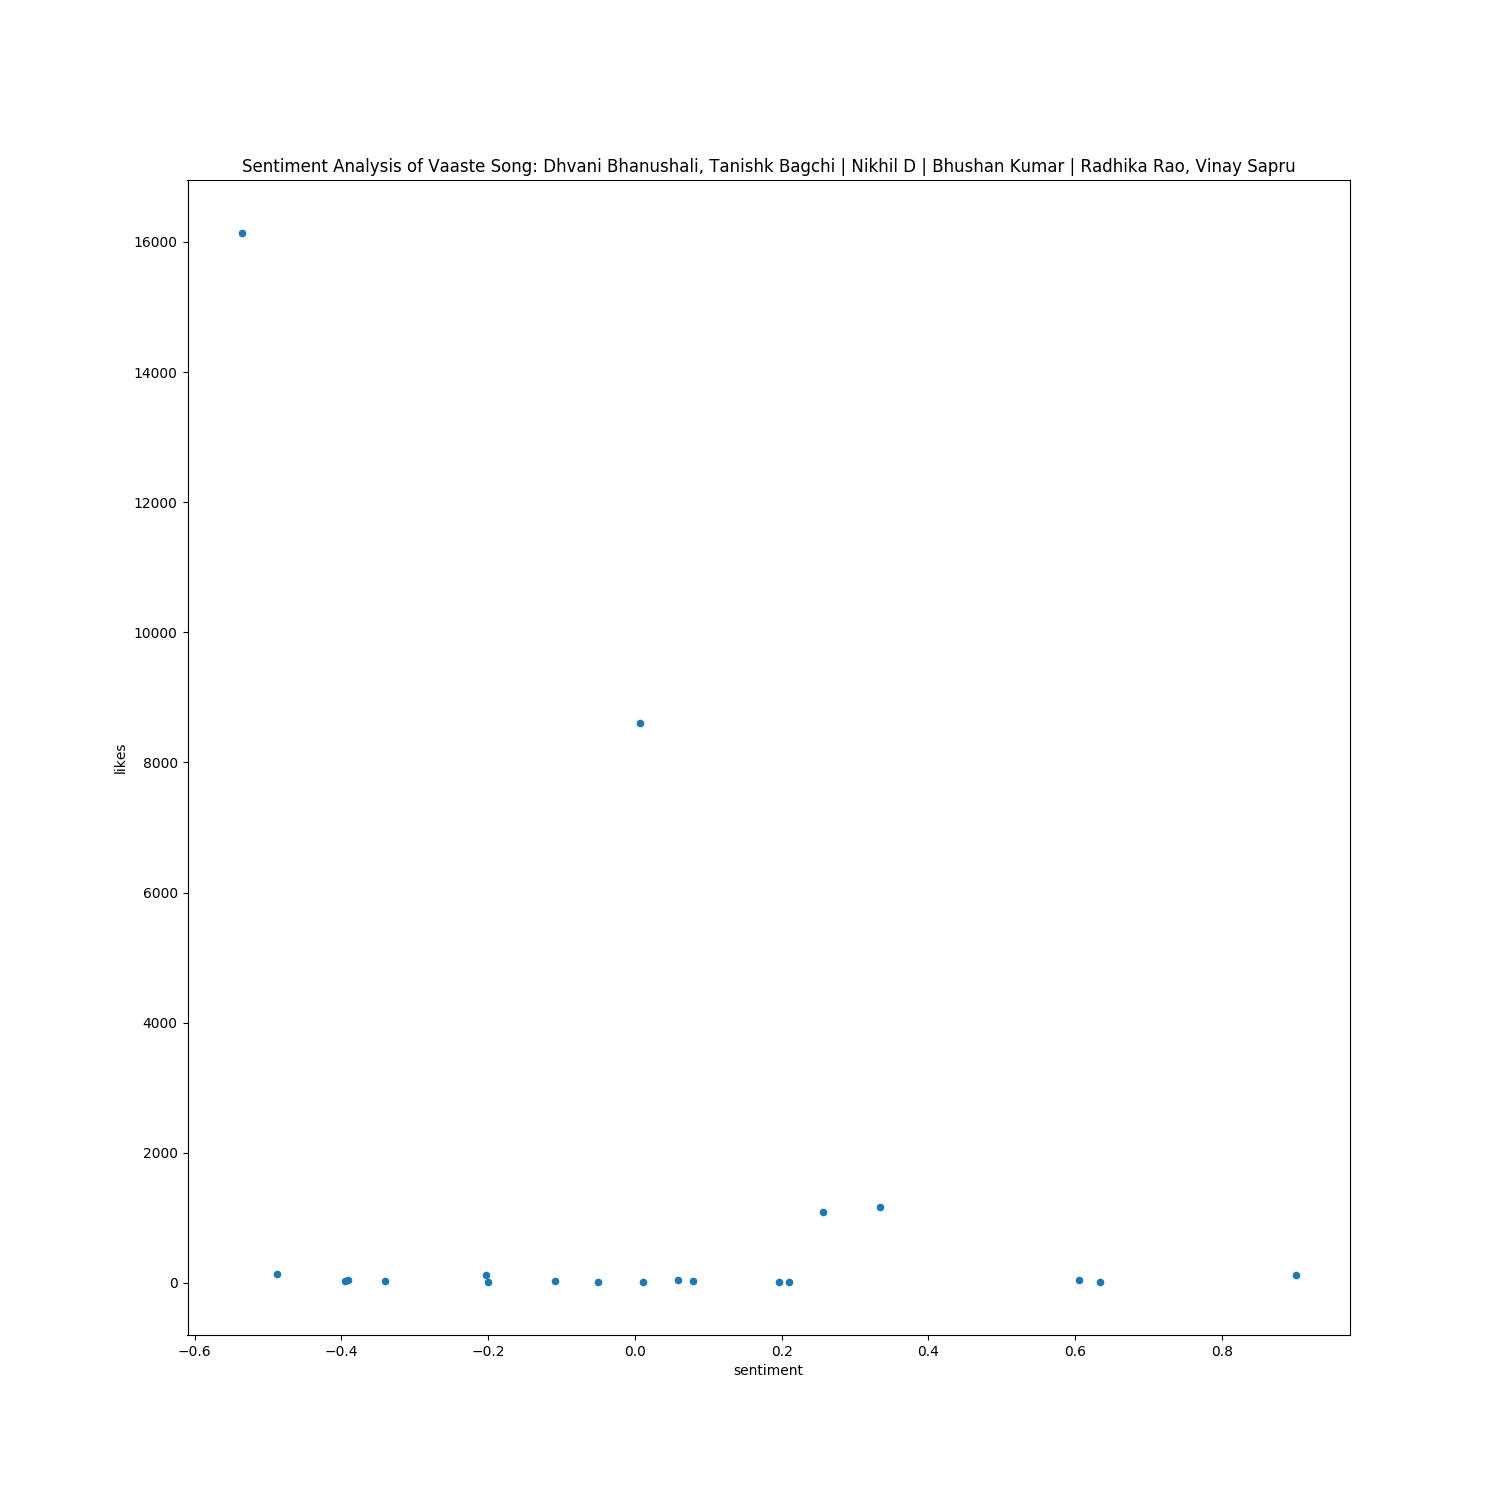 Sentiment Analysis of Vaaste Song: Dhvani Bhanushali, Tanishk Bagchi | Nikhil D | Bhushan Kumar | Radhika Rao, Vinay Sapru
16000
14000
12000
10000
8000
6000
4000
2000
0
likes
−0.6 −0.4 −0.2 0.0 0.2 0.4 0.6 0.8
sentiment